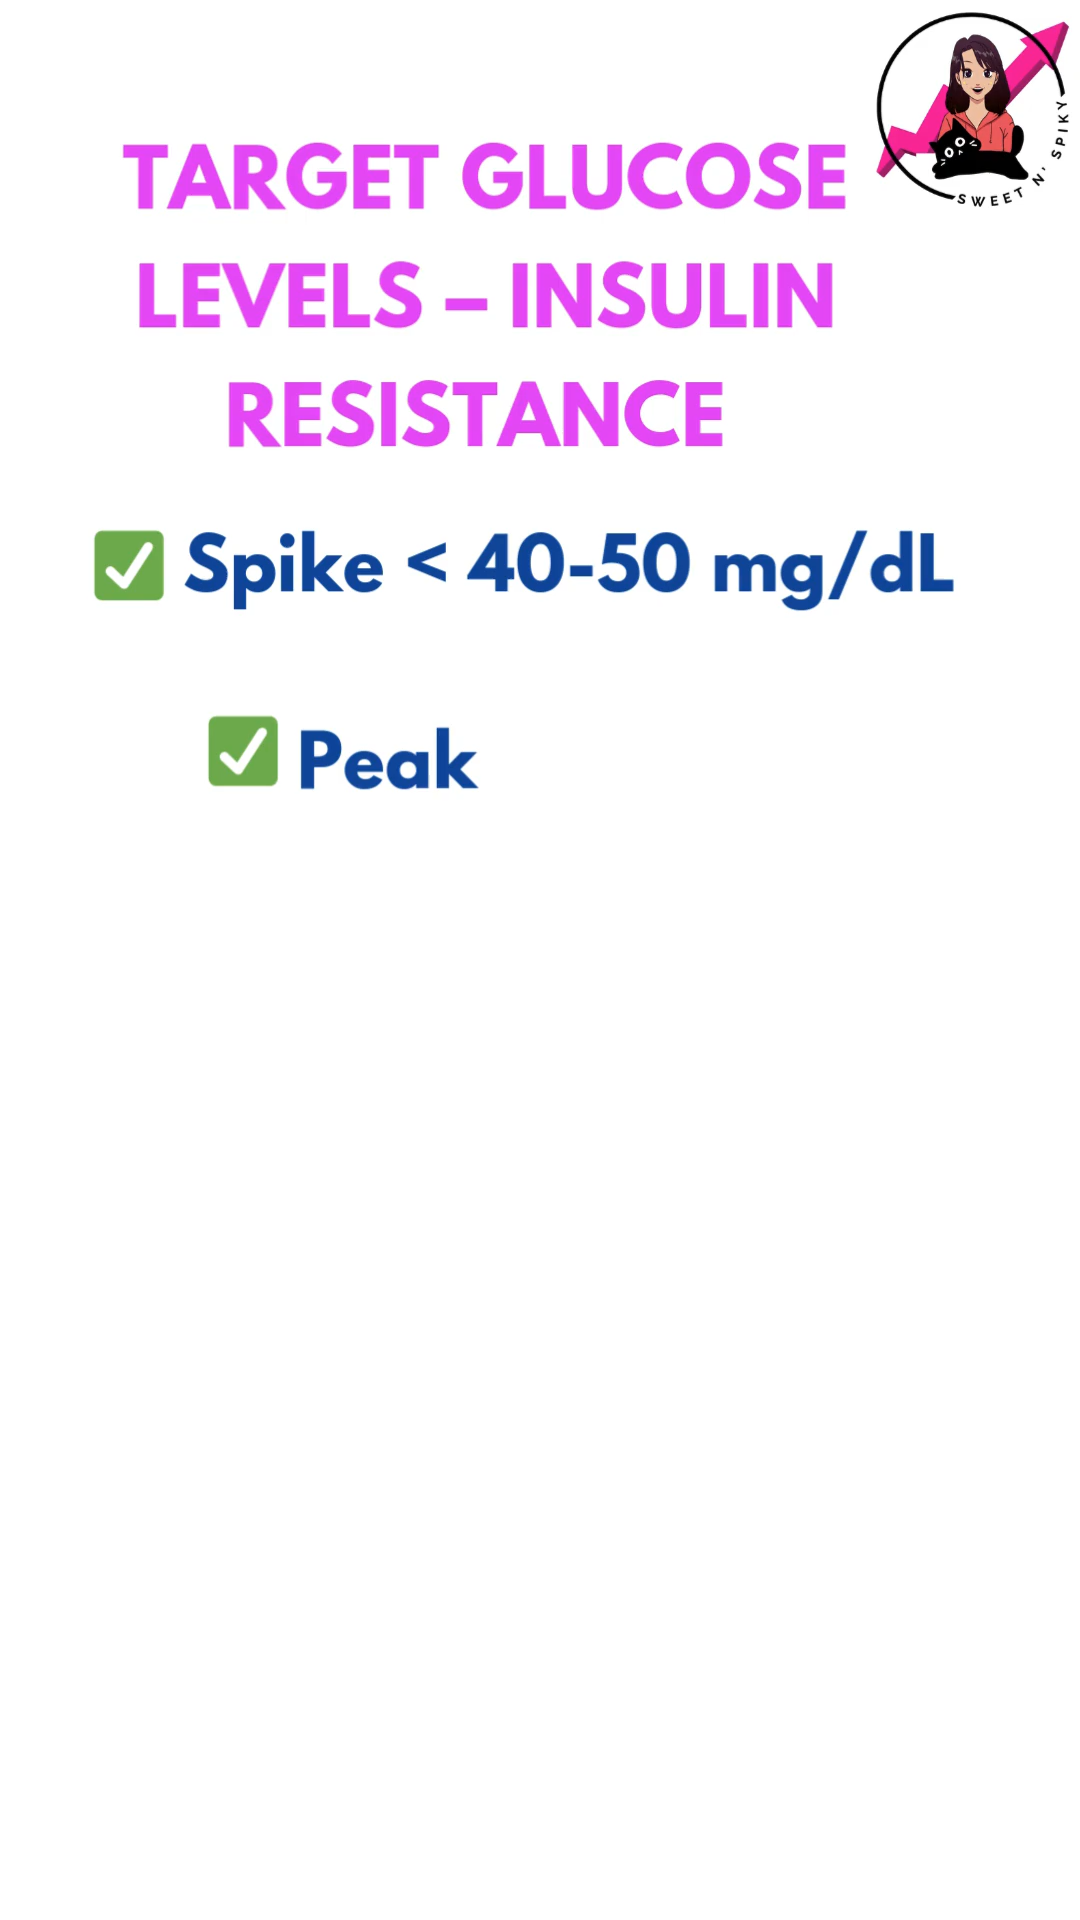 SWEET N' SPIKY
TARGET GLUCOSE
LEVELS – INSULIN
RESISTANCE
✅ Spike < 40-50 mg/dL
✅ Peak